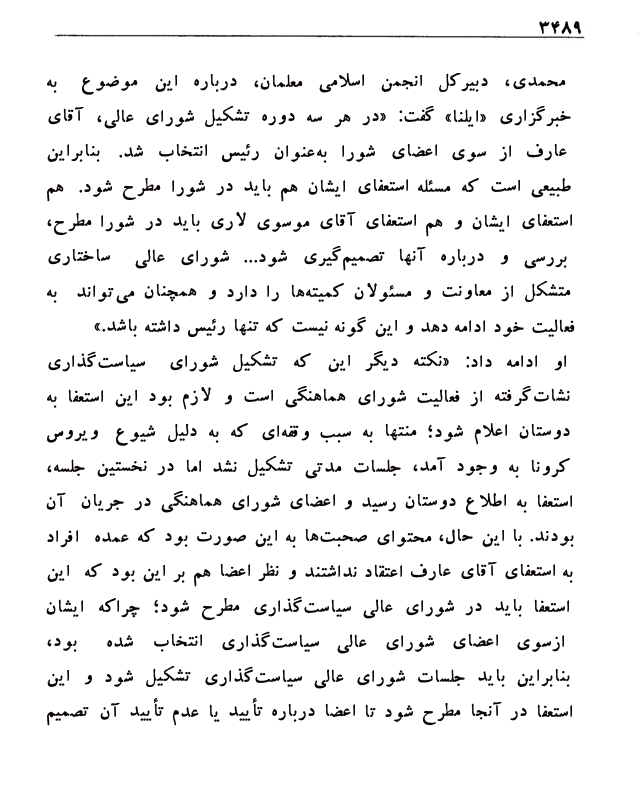 ۳۴۸۹
محمدی، دبیرکل انجمن اسلامی معلمان، درباره این موضوع به
خبرگزاری «ایلنا» گفت: «در هر سه دوره تشکیل شورای عالی، آقای
عارف از سوی اعضای شورا به‌عنوان رئیس انتخاب شد. بنابراین
طبیعی است که مسئله استعفای ایشان هم باید در شورا مطرح شود. هم
استعفای ایشان و هم استعفای آقای موسوی لاری باید در شورا مطرح،
بررسی و درباره آنها تصمیم‌گیری شود... شورای عالی ساختاری
متشکل از معاونت و مسئولان کمیته‌ها را دارد و همچنان می‌تواند به
فعالیت خود ادامه دهد و این گونه نیست که تنها رئیس داشته باشد.»
او ادامه داد: «نکته دیگر این که تشکیل شورای سیاست‌گذاری
نشات‌گرفته از فعالیت شورای هماهنگی است و لازم بود این استعفا به
دوستان اعلام شود؛ منتها به سبب وقفه‌ای که به دلیل شیوع ویروس
کرونا به وجود آمد، جلسات مدتی تشکیل نشد اما در نخستین جلسه،
استعفا به اطلاع دوستان رسید و اعضای شورای هماهنگی در جریان آن
بودند. با این حال، محتوای صحبت‌ها به این صورت بود که عمده افراد
به استعفای آقای عارف اعتقاد نداشتند و نظر اعضا هم بر این بود که این
استعفا باید در شورای عالی سیاست‌گذاری مطرح شود؛ چراکه ایشان
ازسوی اعضای شورای عالی سیاست‌گذاری انتخاب شده بود،
بنابراین باید جلسات شورای عالی سیاست‌گذاری تشکیل شود و این
استعفا در آنجا مطرح شود تا اعضا درباره تأیید یا عدم تأیید آن تصمیم